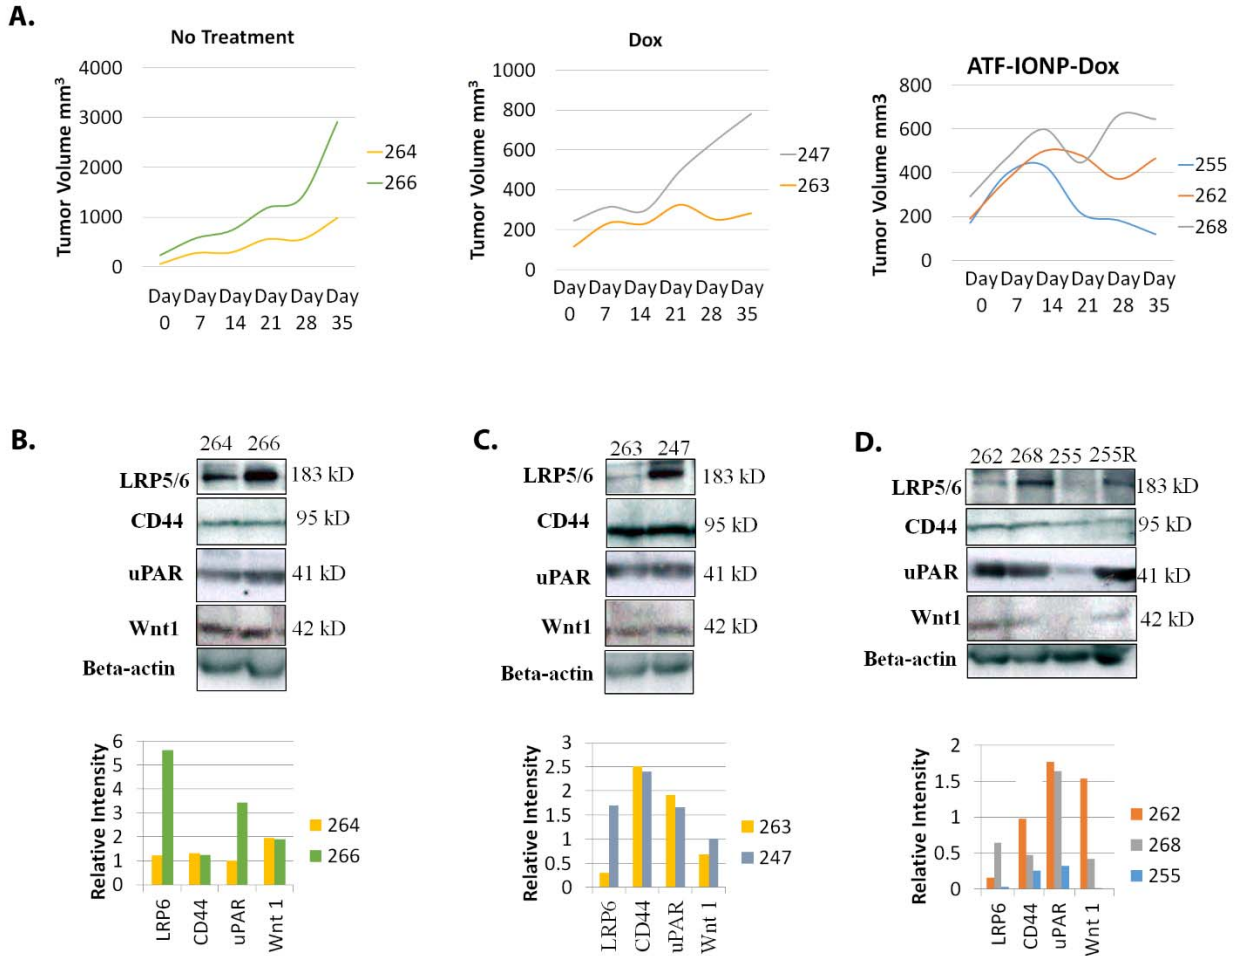 A.
No Treatment
Tumor Volume mm³
4000
3000
2000
1000
0
Day Day Day Day Day Day
0 7 14 21 28 35
264
266
Dox
Tumor Volume mm³
1000
800
600
400
200
0
Day Day Day Day Day Day
0 7 14 21 28 35
247
263
ATF-IONP-Dox
Tumor Volume mm3
800
600
400
200
0
Day Day Day Day Day Day
0 7 14 21 28 35
255
262
268
B.
264 266
LRP5/6 183 kD
CD44 95 kD
uPAR 41 kD
Wnt1 42 kD
Beta-actin
Relative Intensity
6
5
4
3
2
1
0
LRP6 CD44 uPAR Wnt 1
264
266
C.
263 247
LRP5/6 183 kD
CD44 95 kD
uPAR 41 kD
Wnt1 42 kD
Beta-actin
Relative Intensity
3
2.5
2
1.5
1
0.5
0
LRP6 CD44 uPAR Wnt 1
263
247
D.
262 268 255 255R
LRP5/6 183 kD
CD44 95 kD
uPAR 41 kD
Wnt1 42 kD
Beta-actin
Relative Intensity
2
1.5
1
0.5
0
LRP6 CD44 uPAR Wnt 1
262
268
255